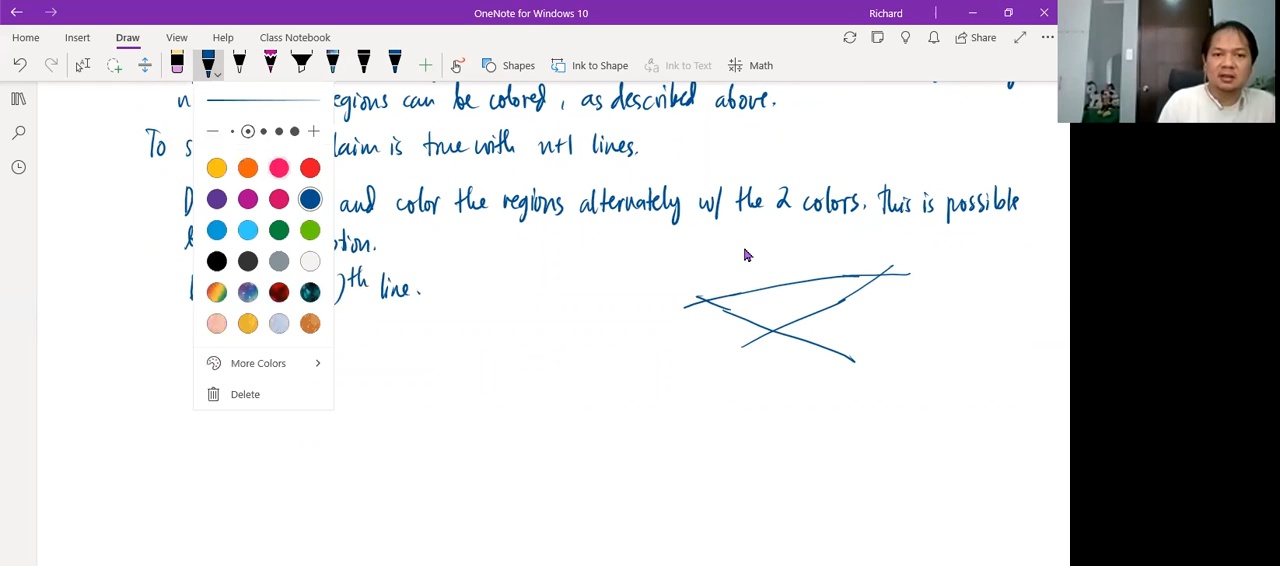 OneNote for Windows 10
Richard
Home Insert Draw View Help Class Notebook
Share
Shapes Ink to Shape Ink to Text Math
n regions can be colored, as described above.
To s laim is true with n+1 lines.
D and color the regions alternately w/ the 2 colors. This is possible
tion.
)th line.
More Colors
Delete